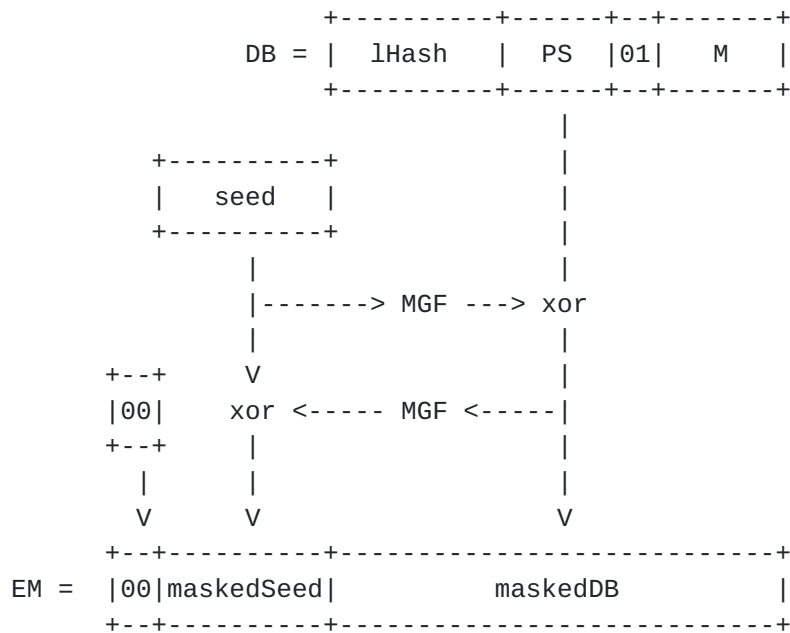 DB = | lHash | PS |01| M |
seed
MGF ---> xor
|00| xor <----- MGF <-----|
V
V V V
EM = |00|maskedSeed| maskedDB |